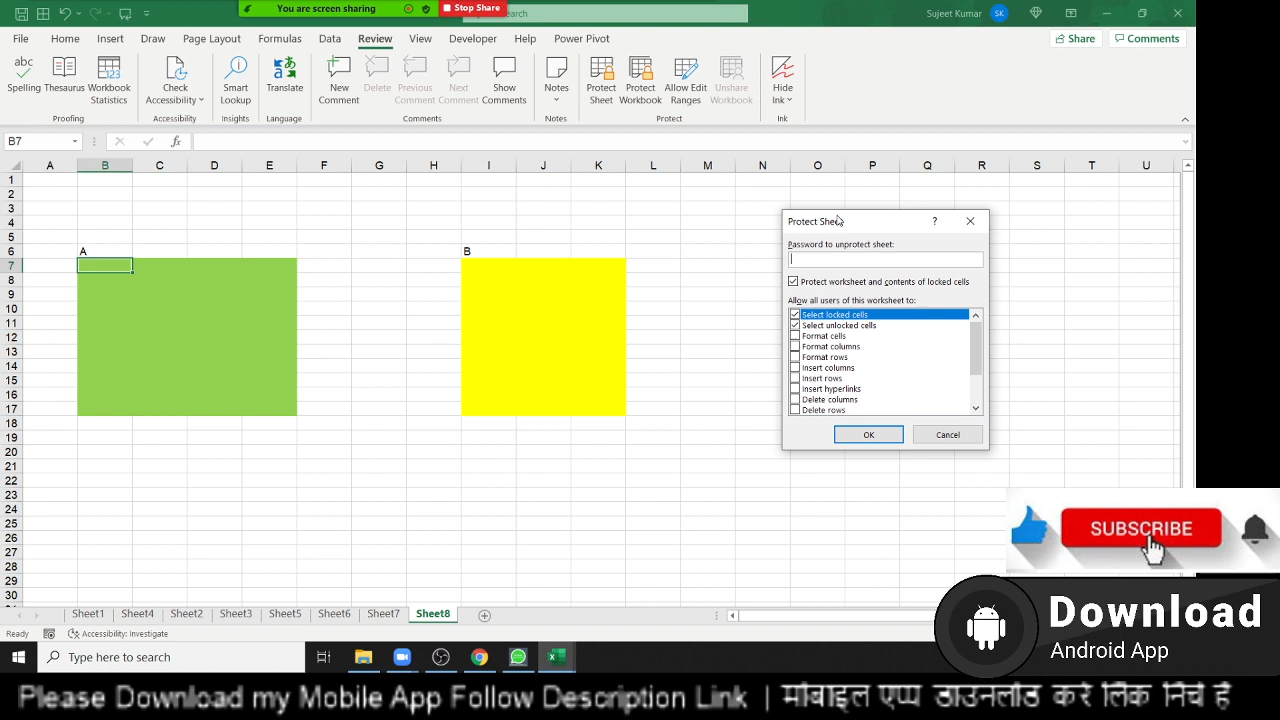 You are screen sharing
Stop Share
Search
Sujeet Kumar
SK
File Home Insert Draw Page Layout Formulas Data Review View Developer Help Power Pivot
Share
Comments
abc
Spelling
Thesaurus
Workbook Statistics
Proofing
Check Accessibility
Accessibility
Smart Lookup
Insights
Translate
Language
New Comment
Delete
Previous Comment
Next Comment
Show Comments
Comments
Notes
Notes
Protect Sheet
Protect Workbook
Allow Edit Ranges
Unshare Workbook
Protect
Hide Ink
Ink
B7
fx
A B C D E F G H I J K L M N O P Q R S T U
1
2
3
4
5
6 A B
7
8
9
10
11
12
13
14
15
16
17
18
19
20
21
22
23
24
25
26
27
28
29
30
Protect Sheet
?
Password to unprotect sheet:
Protect worksheet and contents of locked cells
Allow all users of this worksheet to:
Select locked cells
Select unlocked cells
Format cells
Format columns
Format rows
Insert columns
Insert rows
Insert hyperlinks
Delete columns
Delete rows
OK Cancel
SUBSCRIBE
Download
Android App
Sheet1 Sheet4 Sheet2 Sheet3 Sheet5 Sheet6 Sheet7 Sheet8
Ready
Accessibility: Investigate
Type here to search
Please Download my Mobile App Follow Description Link | मोबाइल एप्प डाउनलोड करे लिंक निचे हैं